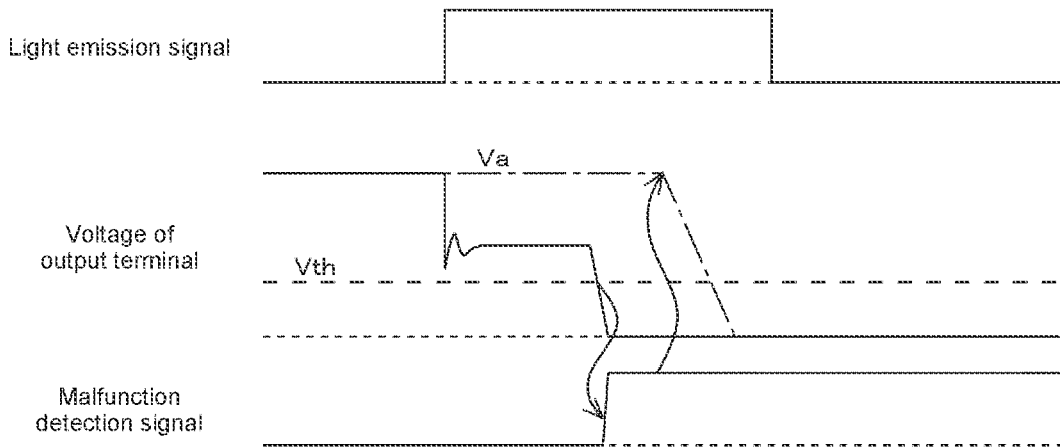 Light emission signal
Va
Voltage of
output terminal
Vth
Malfunction
detection signal